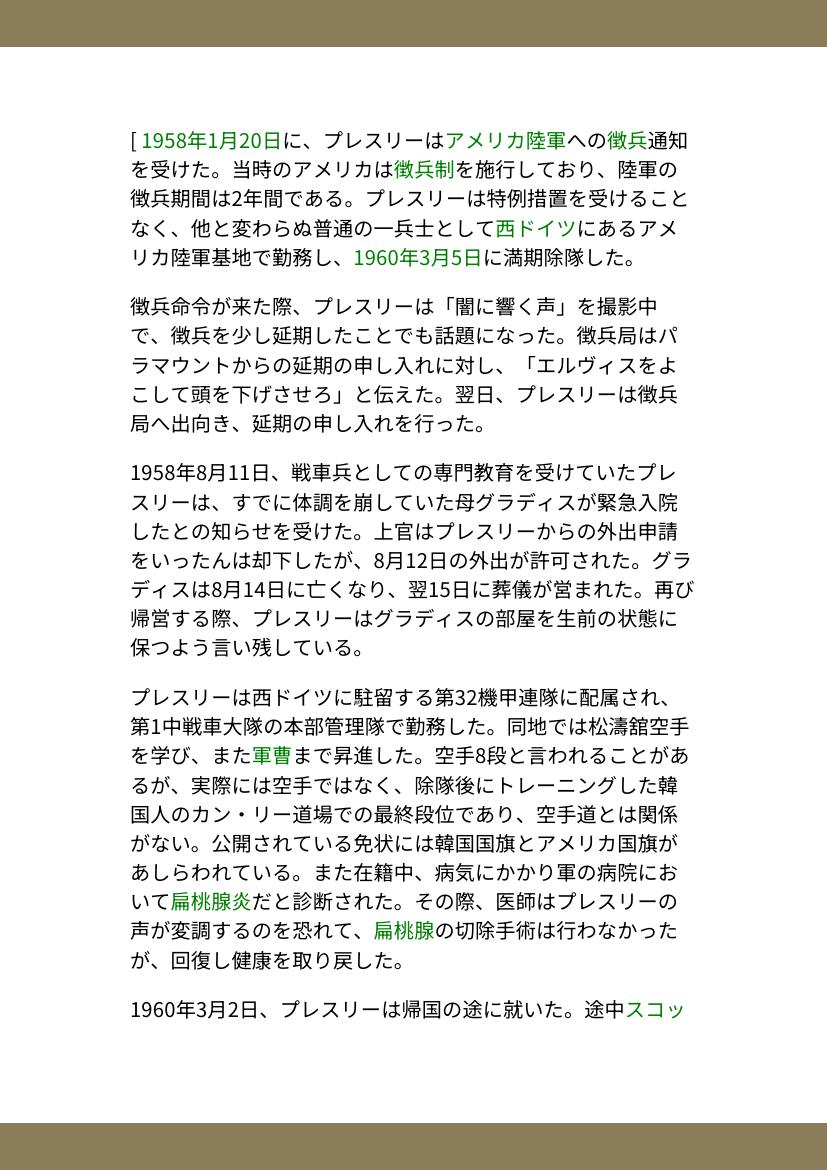 [ 1958年1月20日に、プレスリーはアメリカ陸軍への徴兵通知
を受けた。当時のアメリカは徴兵制を施行しており、陸軍の
徴兵期間は2年間である。プレスリーは特例措置を受けること
なく、他と変わらぬ普通の一兵士として西ドイツにあるアメ
リカ陸軍基地で勤務し、1960年3月5日に満期除隊した。
徴兵命令が来た際、プレスリーは「闇に響く声」を撮影中
で、徴兵を少し延期したことでも話題になった。徴兵局はパ
ラマウントからの延期の申し入れに対し、「エルヴィスをよ
こして頭を下げさせろ」と伝えた。翌日、プレスリーは徴兵
局へ出向き、延期の申し入れを行った。
1958年8月11日、戦車兵としての専門教育を受けていたプレ
スリーは、すでに体調を崩していた母グラディスが緊急入院
したとの知らせを受けた。上官はプレスリーからの外出申請
をいったんは却下したが、8月12日の外出が許可された。グラ
ディスは8月14日に亡くなり、翌15日に葬儀が営まれた。再び
帰営する際、プレスリーはグラディスの部屋を生前の状態に
保つよう言い残している。
プレスリーは西ドイツに駐留する第32機甲連隊に配属され、
第1中戦車大隊の本部管理隊で勤務した。同地では松濤舘空手
を学び、また軍曹まで昇進した。空手8段と言われることがあ
るが、実際には空手ではなく、除隊後にトレーニングした韓
国人のカン・リー道場での最終段位であり、空手道とは関係
がない。公開されている免状には韓国国旗とアメリカ国旗が
あしらわれている。また在籍中、病気にかかり軍の病院にお
いて扁桃腺炎だと診断された。その際、医師はプレスリーの
声が変調するのを恐れて、扁桃腺の切除手術は行わなかった
が、回復し健康を取り戻した。
1960年3月2日、プレスリーは帰国の途に就いた。途中スコッ